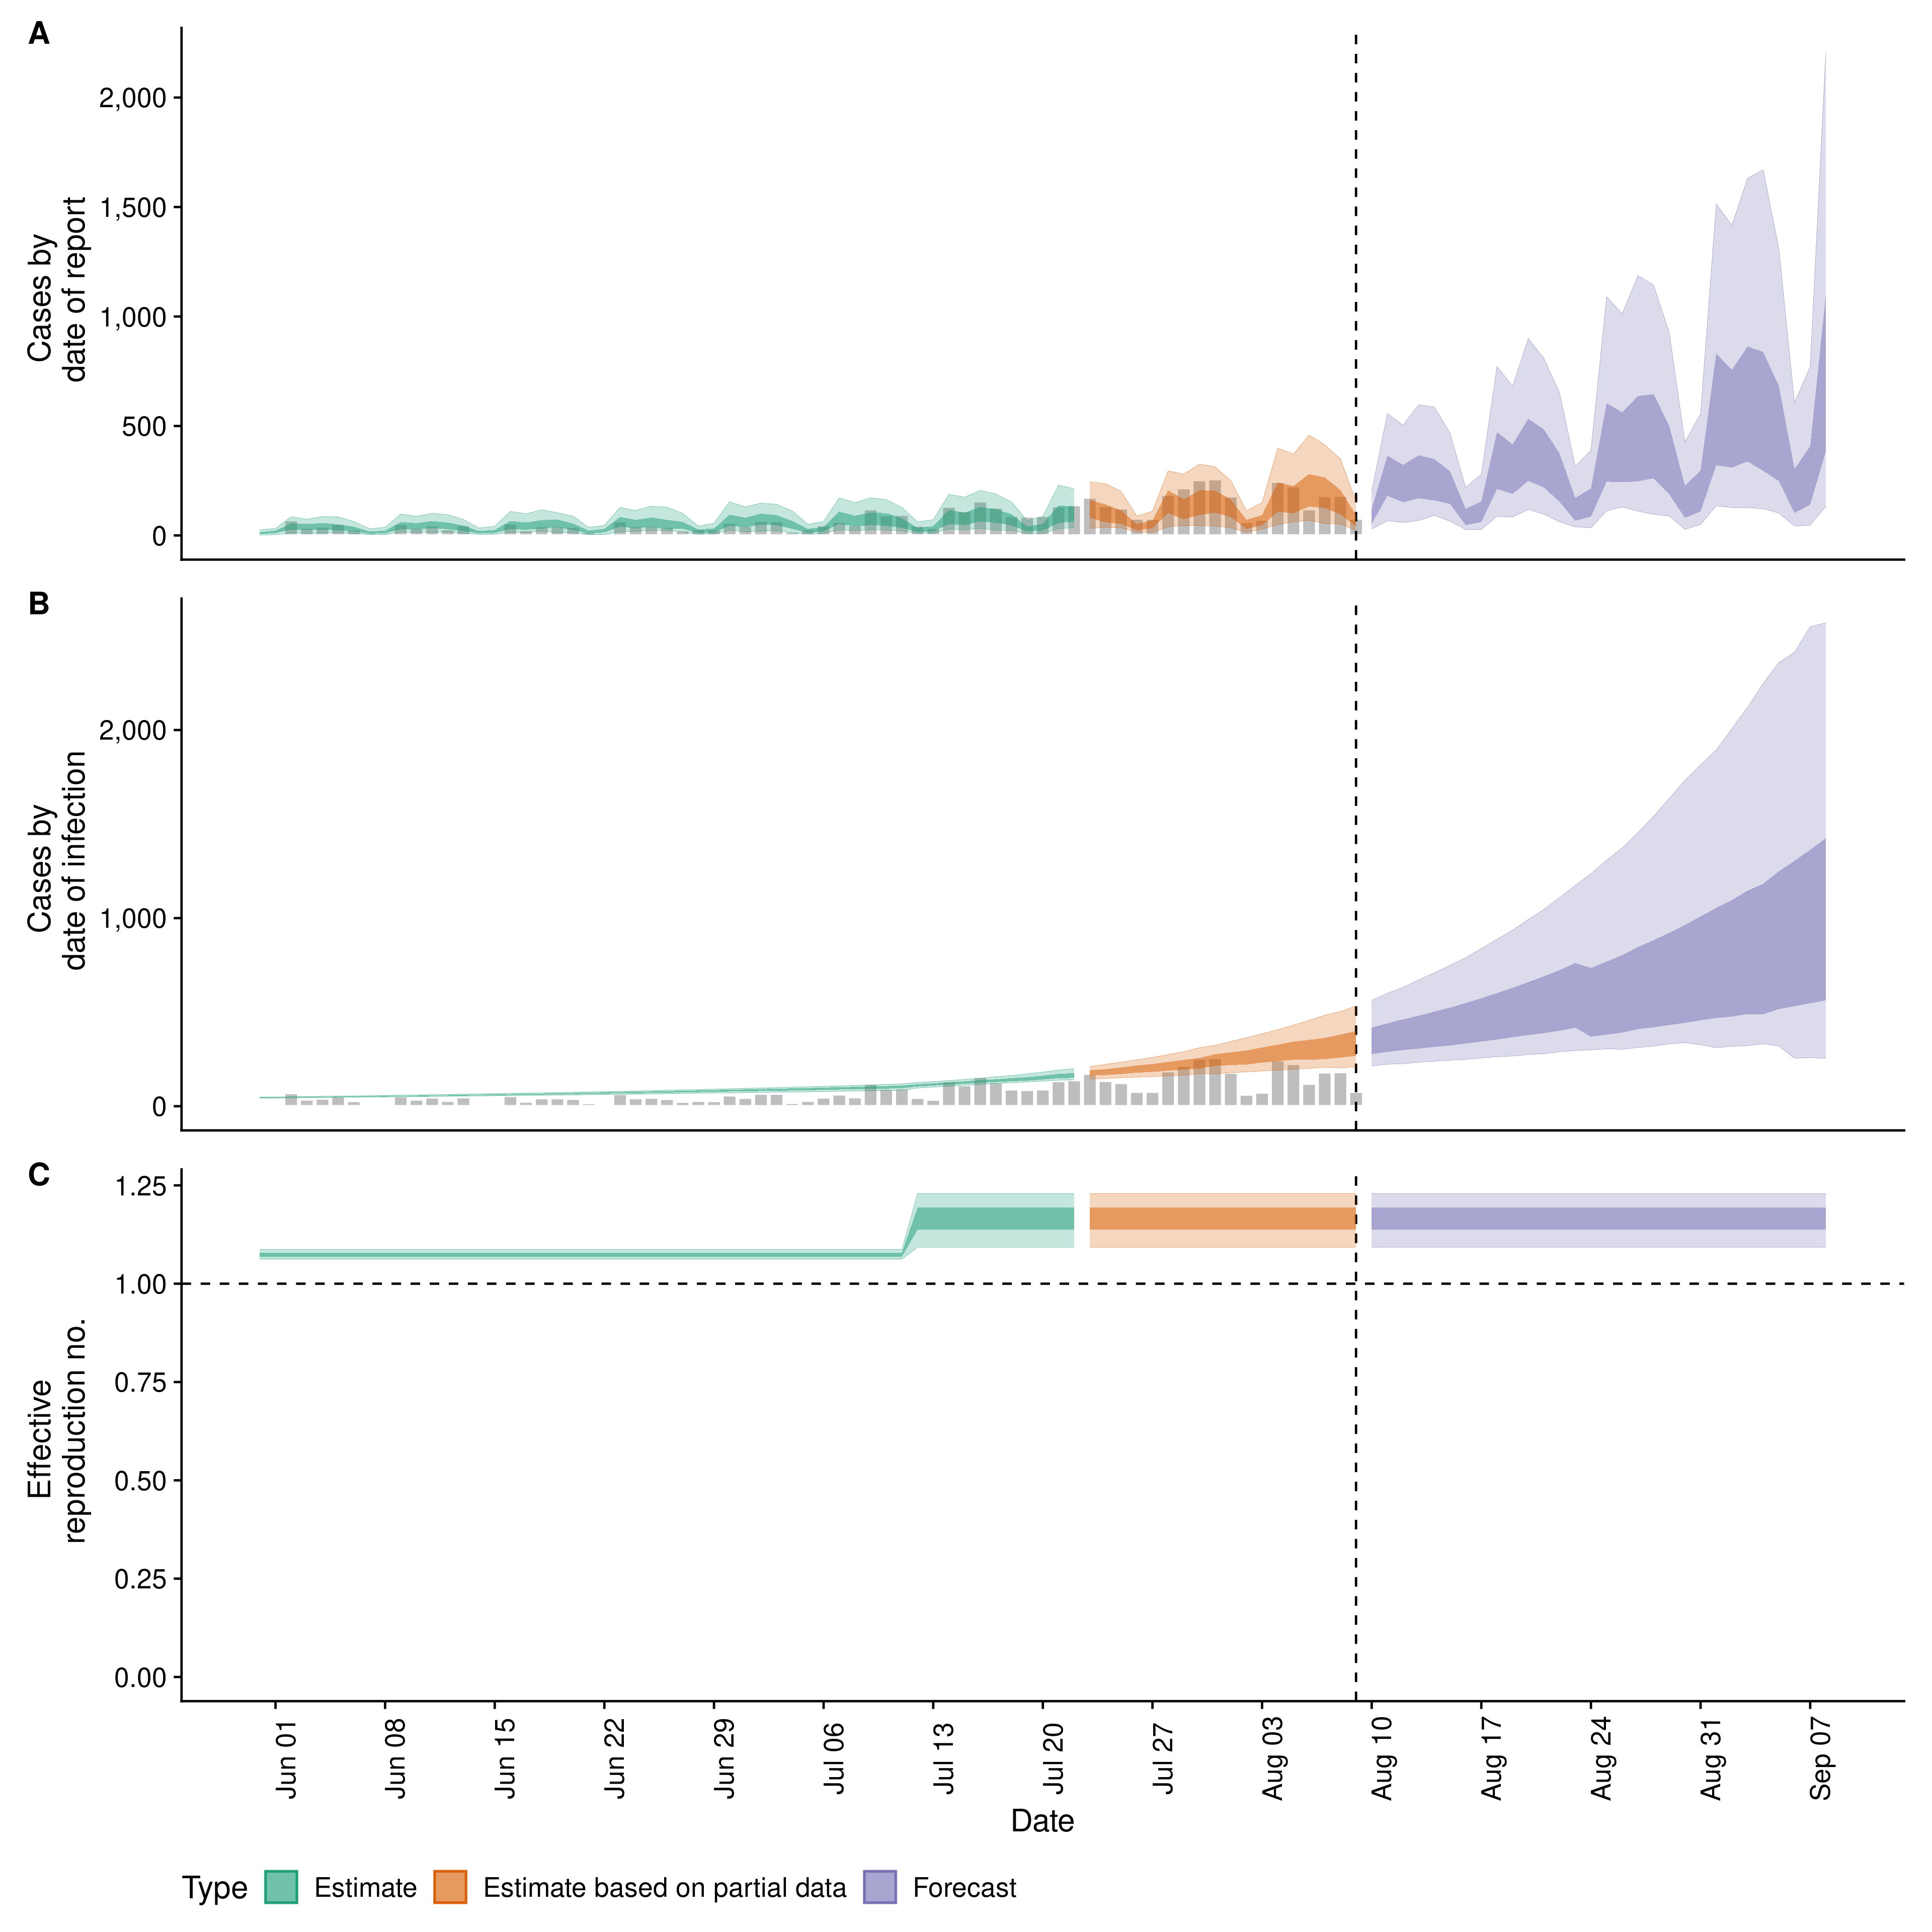 A
2,000
1,500
1,000
500
0
Cases by
date of report
B
2,000
1,000
0
Cases by
date of infection
C
1.25
1.00
0.75
0.50
0.25
0.00
Effective
reproduction no.
Jun 01
Jun 08
Jun 15
Jun 22
Jun 29
Jul 06
Jul 13
Jul 20
Jul 27
Aug 03
Aug 10
Aug 17
Aug 24
Aug 31
Sep 07
Date
Type Estimate Estimate based on partial data Forecast